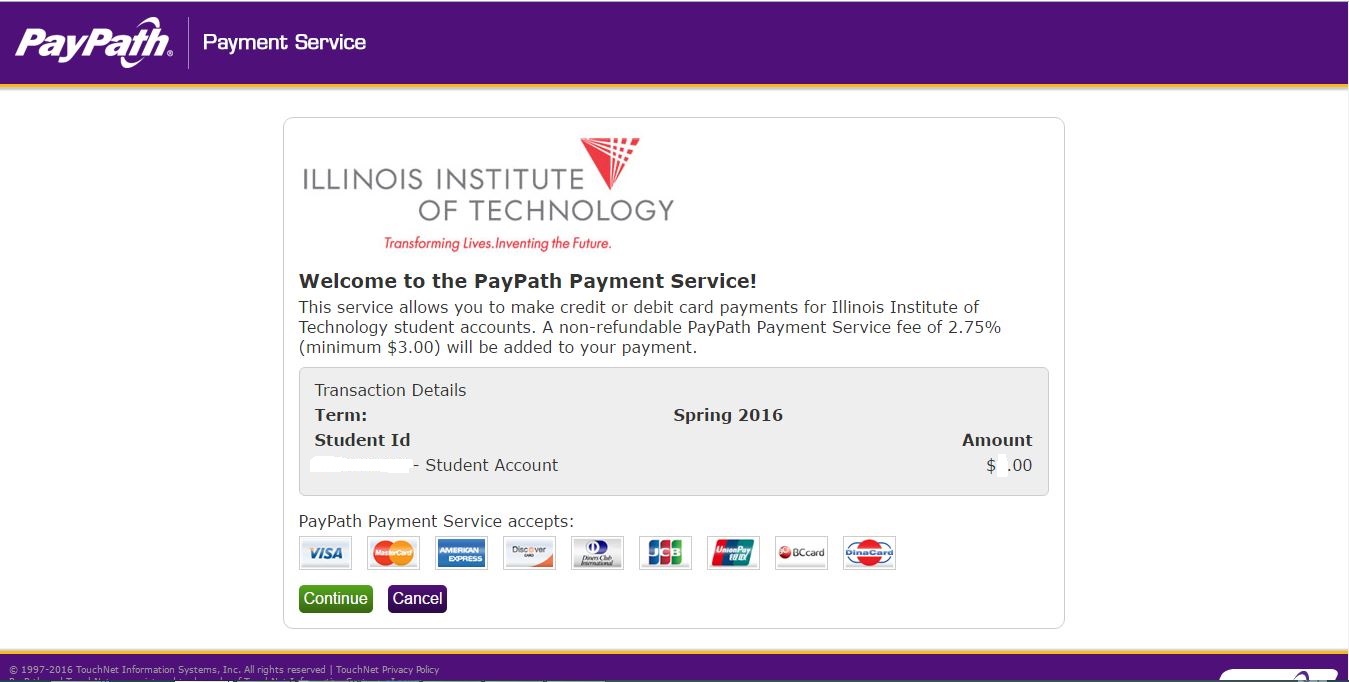 PayPath® Payment Service
ILLINOIS INSTITUTE
OF TECHNOLOGY
Transforming Lives.Inventing the Future.
Welcome to the PayPath Payment Service!
This service allows you to make credit or debit card payments for Illinois Institute of
Technology student accounts. A non-refundable PayPath Payment Service fee of 2.75%
(minimum $3.00) will be added to your payment.
Transaction Details
Term: Spring 2016
Student Id Amount
- Student Account $ .00
PayPath Payment Service accepts:
VISA MasterCard AMERICAN EXPRESS Discover CARD Diners Club International JCB UnionPay 银联 BCcard DinaCard
Continue Cancel
© 1997-2016 TouchNet Information Systems, Inc. All rights reserved | TouchNet Privacy Policy